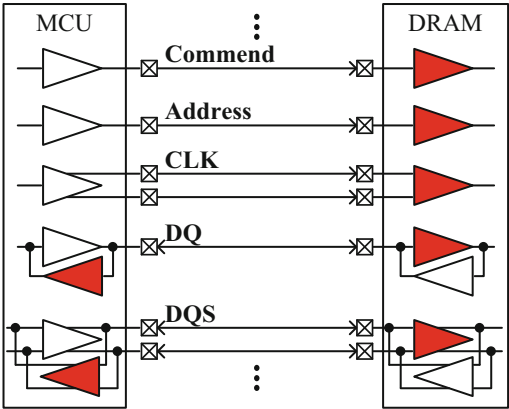 MCU
DRAM
Commend
Address
CLK
DQ
DQS